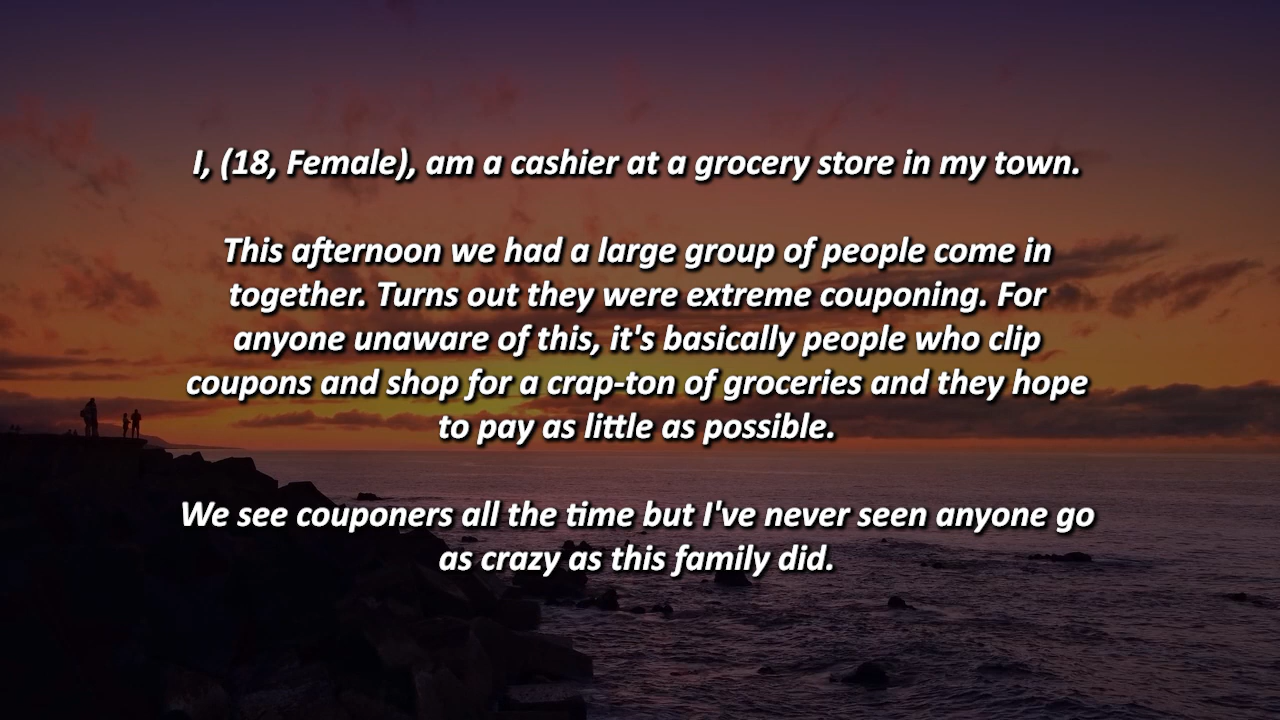 I, (18, Female), am a cashier at a grocery store in my town.
This afternoon we had a large group of people come in
together. Turns out they were extreme couponing. For
anyone unaware of this, it's basically people who clip
coupons and shop for a crap-ton of groceries and they hope
to pay as little as possible.
We see couponers all the time but I've never seen anyone go
as crazy as this family did.